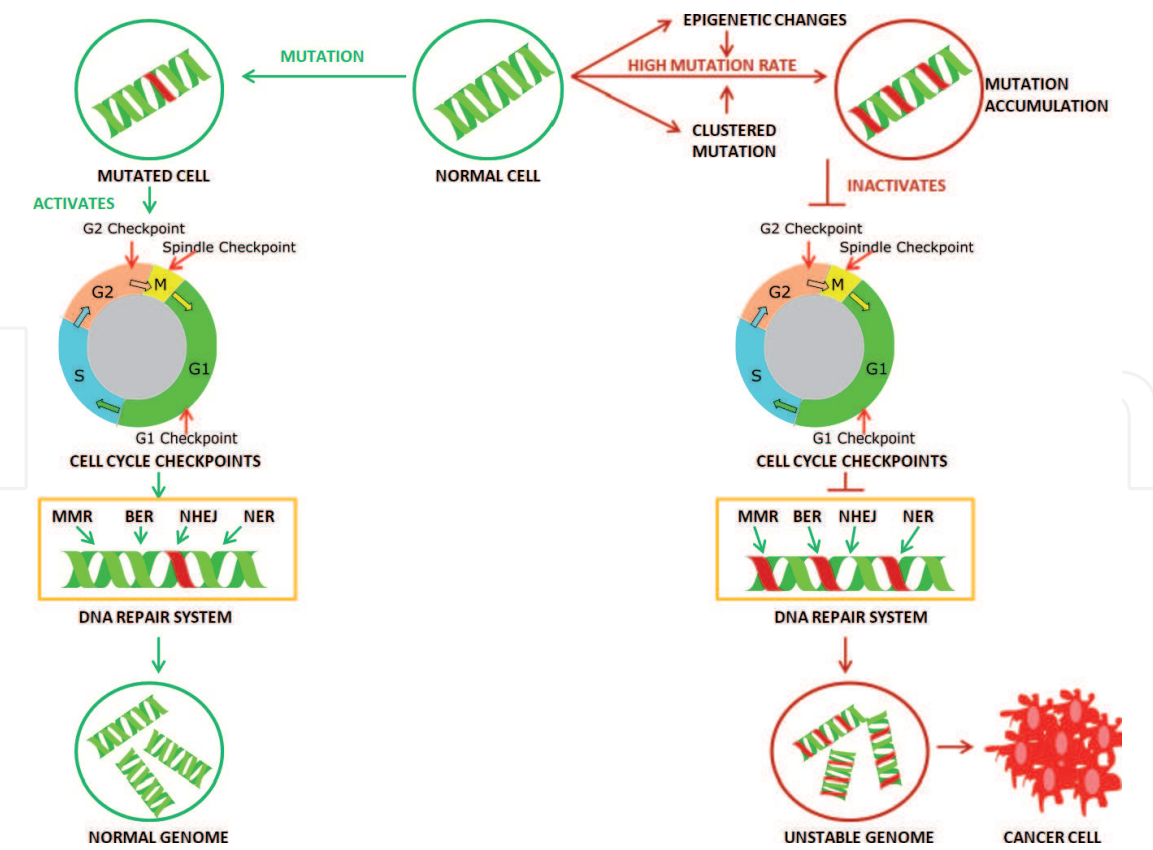 EPIGENETIC CHANGES
MUTATION
HIGH MUTATION RATE
MUTATION
ACCUMULATION
CLUSTERED
MUTATION
MUTATED CELL
NORMAL CELL
ACTIVATES
INACTIVATES
G2 Checkpoint
Spindle Checkpoint
G2
M
S
G1
G1 Checkpoint
CELL CYCLE CHECKPOINTS
MMR BER NHEJ NER
DNA REPAIR SYSTEM
NORMAL GENOME
G2 Checkpoint
Spindle Checkpoint
G2
M
S
G1
G1 Checkpoint
CELL CYCLE CHECKPOINTS
MMR BER NHEJ NER
DNA REPAIR SYSTEM
UNSTABLE GENOME
CANCER CELL